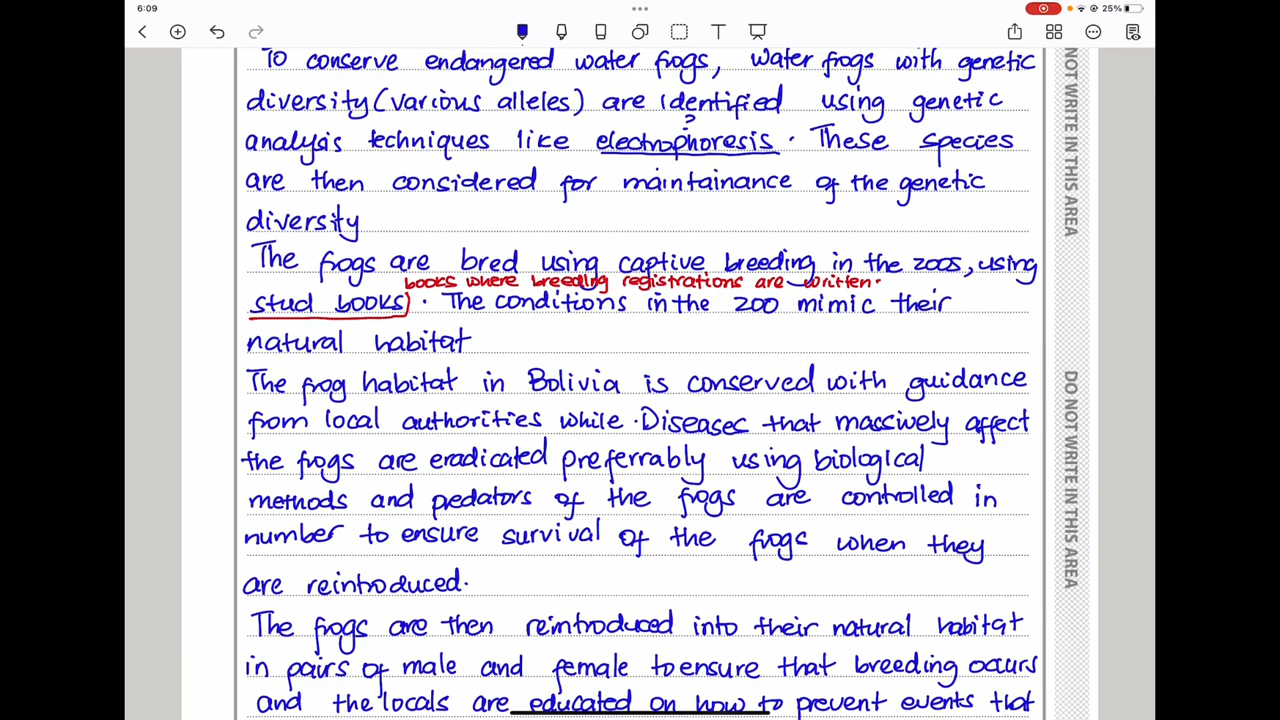 6:09
25%
To conserve endangered water frogs, water frogs with genetic
diversity (various alleles) are identified using genetic
?
analysis techniques like electrophoresis. These species
are then considered for maintainance of the genetic
diversity
The frogs are bred using captive breeding in the zoos, using
books where breeding registrations are written.
stud books). The conditions in the zoo mimic their
natural habitat
The frog habitat in Bolivia is conserved with guidance
from local authorities while. Diseases that massively affect
the frogs are eradicated preferrably using biological
methods and predators of the frogs are controlled in
number to ensure survival of the frogs when they
are reintroduced.
The frogs are then reintroduced into their natural habitat
in pairs of male and female to ensure that breeding occurs
and the locals are educated on how to prevent events that
NOT WRITE IN THIS AREA
DO NOT WRITE IN THIS AREA